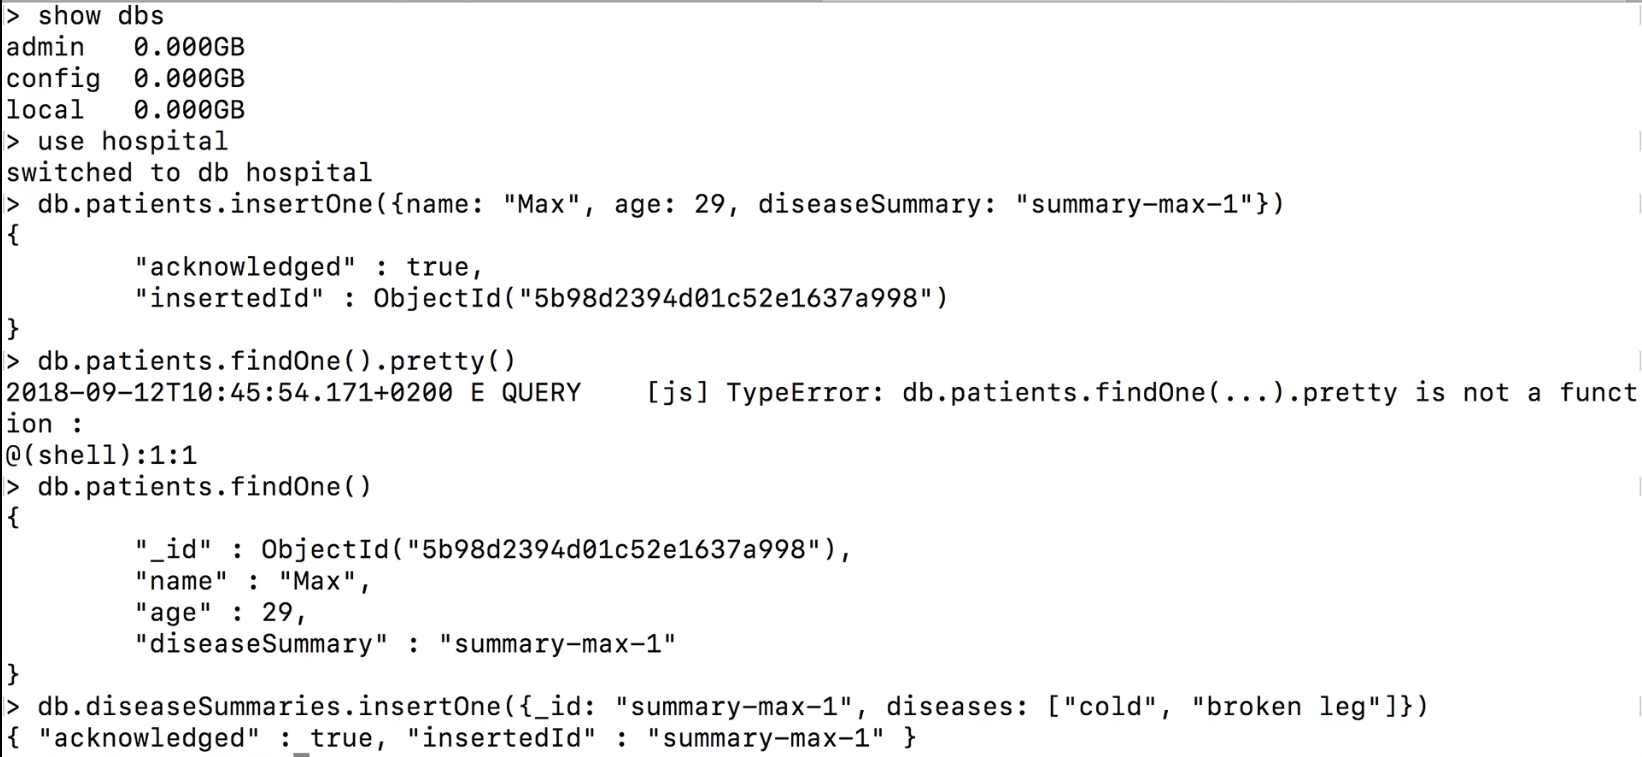 > show dbs
admin   0.000GB
config  0.000GB
local   0.000GB
> use hospital
switched to db hospital
> db.patients.insertOne({name: "Max", age: 29, diseaseSummary: "summary-max-1"})
{
        "acknowledged" : true,
        "insertedId" : ObjectId("5b98d2394d01c52e1637a998")
}
> db.patients.findOne().pretty()
2018-09-12T10:45:54.171+0200 E QUERY    [js] TypeError: db.patients.findOne(...).pretty is not a funct
ion :
@(shell):1:1
> db.patients.findOne()
{
        "_id" : ObjectId("5b98d2394d01c52e1637a998"),
        "name" : "Max",
        "age" : 29,
        "diseaseSummary" : "summary-max-1"
}
> db.diseaseSummaries.insertOne({_id: "summary-max-1", diseases: ["cold", "broken leg"]})
{ "acknowledged" : true, "insertedId" : "summary-max-1" }